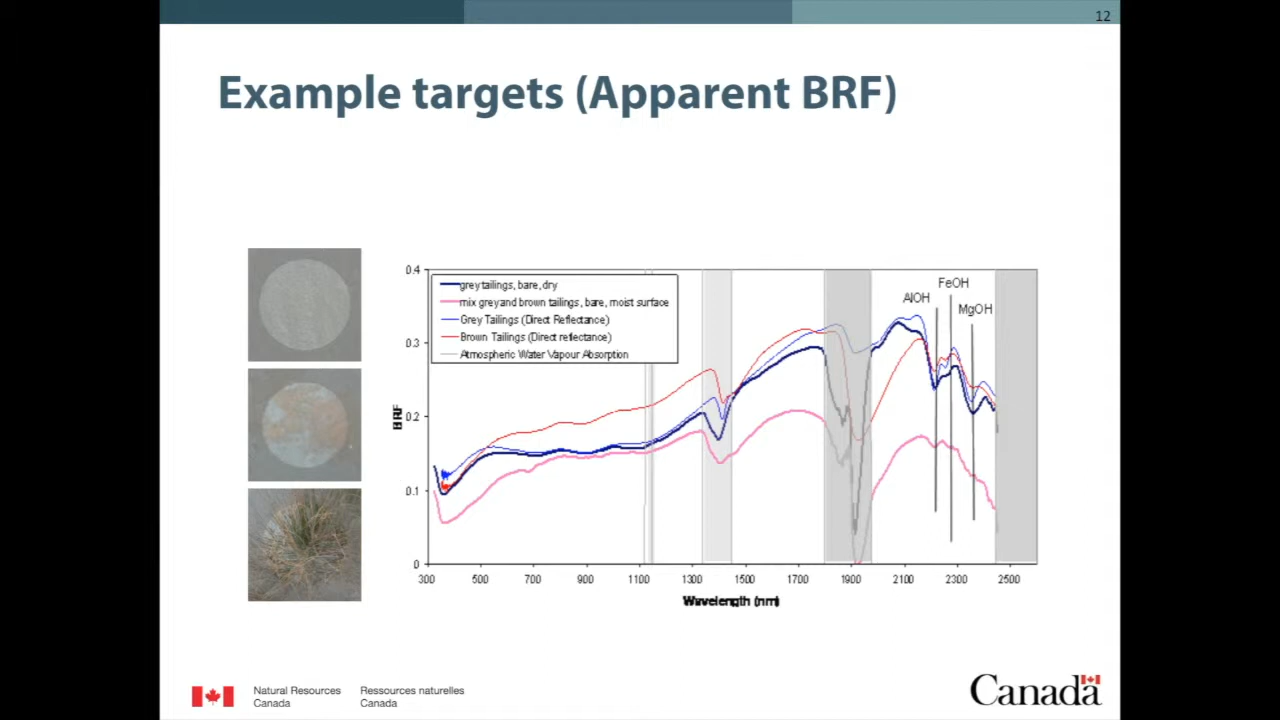 12
Example targets (Apparent BRF)
grey tailings, bare, dry
mix grey and brown tailings, bare, moist surface
Grey Tailings (Direct Reflectance)
Brown Tailings (Direct reflectance)
Atmospheric Water Vapour Absorption
FeOH
AlOH
MgOH
0.4
0.3
0.2
0.1
0
BRF
300 500 700 900 1100 1300 1500 1700 1900 2100 2300 2500
Wavelength (nm)
Natural Resources Canada
Ressources naturelles Canada
Canada